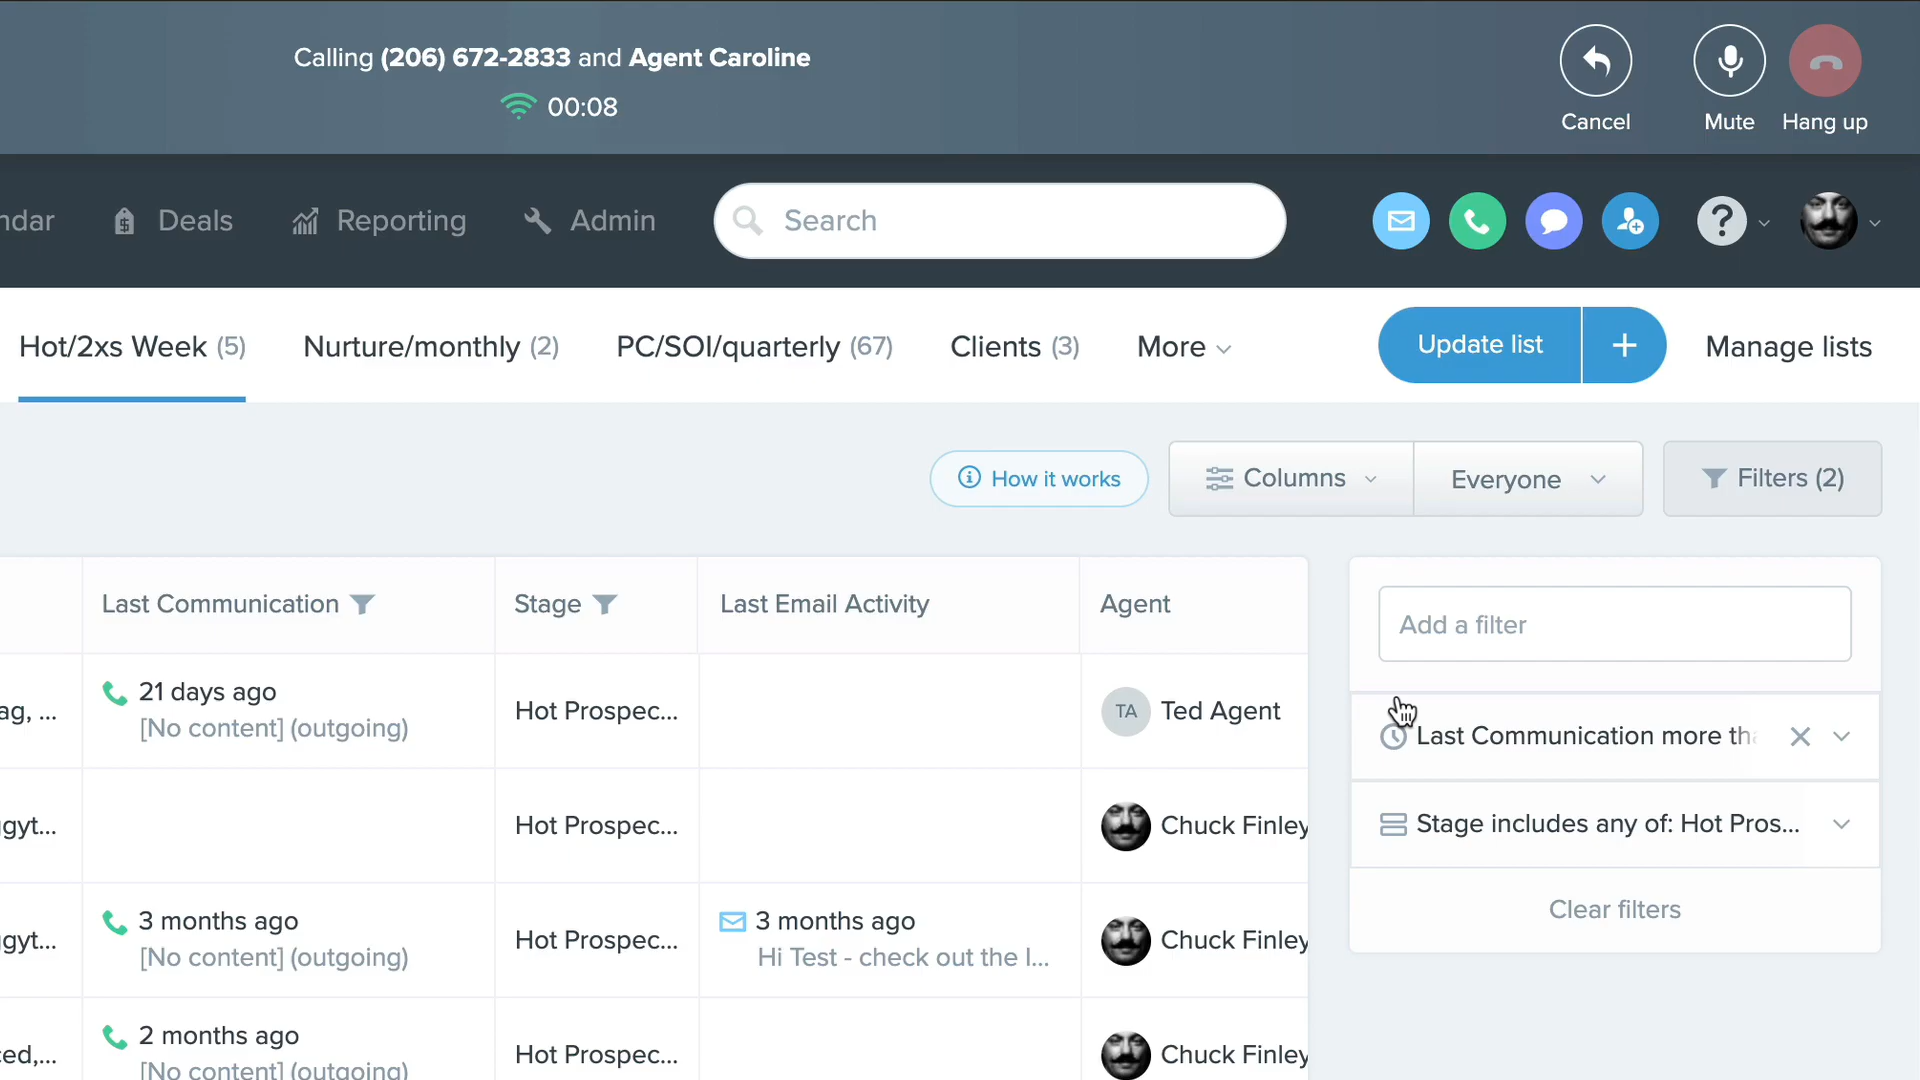 Calling (206) 672-2833 and Agent Caroline
00:08
Cancel
Mute
Hang up
ndar
Deals
Reporting
Admin
Search
?
Hot/2xs Week (5)
Nurture/monthly (2)
PC/SOI/quarterly (67)
Clients (3)
More
Update list
+
Manage lists
How it works
Columns
Everyone
Filters (2)
Last Communication
Stage
Last Email Activity
Agent
ag, ...
21 days ago
[No content] (outgoing)
Hot Prospec...
TA
Ted Agent
gyt...
Hot Prospec...
Chuck Finley
gyt...
3 months ago
[No content] (outgoing)
Hot Prospec...
3 months ago
Hi Test - check out the l...
Chuck Finley
ced,...
2 months ago
[No content] (outgoing)
Hot Prospec...
Chuck Finley
Add a filter
Last Communication more tha
Stage includes any of: Hot Pros...
Clear filters